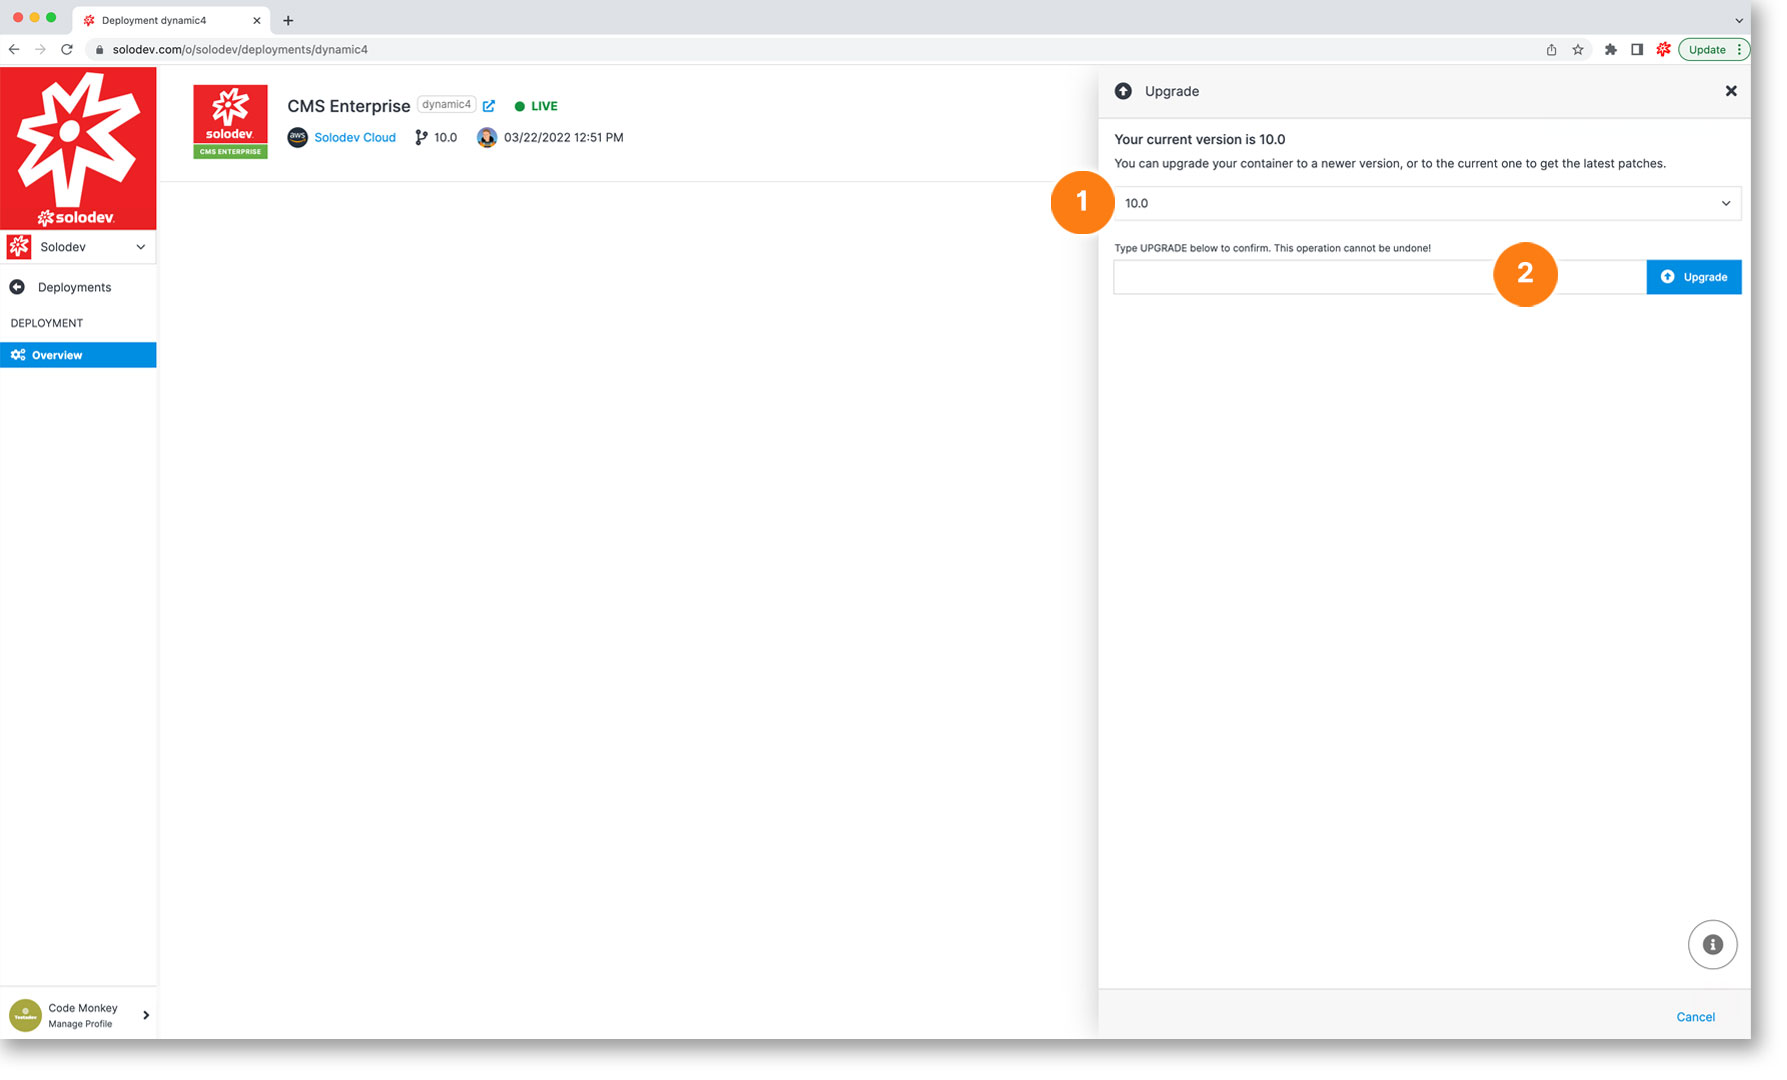 Deployment dynamic4
solodev.com/o/solodev/deployments/dynamic4
Update
solodev
Solodev
Deployments
DEPLOYMENT
Overview
Code Monkey
Manage Profile
solodev
CMS ENTERPRISE
CMS Enterprise dynamic4 LIVE
aws Solodev Cloud 10.0 03/22/2022 12:51 PM
Upgrade
Your current version is 10.0
You can upgrade your container to a newer version, or to the current one to get the latest patches.
1 10.0
Type UPGRADE below to confirm. This operation cannot be undone!
2 Upgrade
Cancel